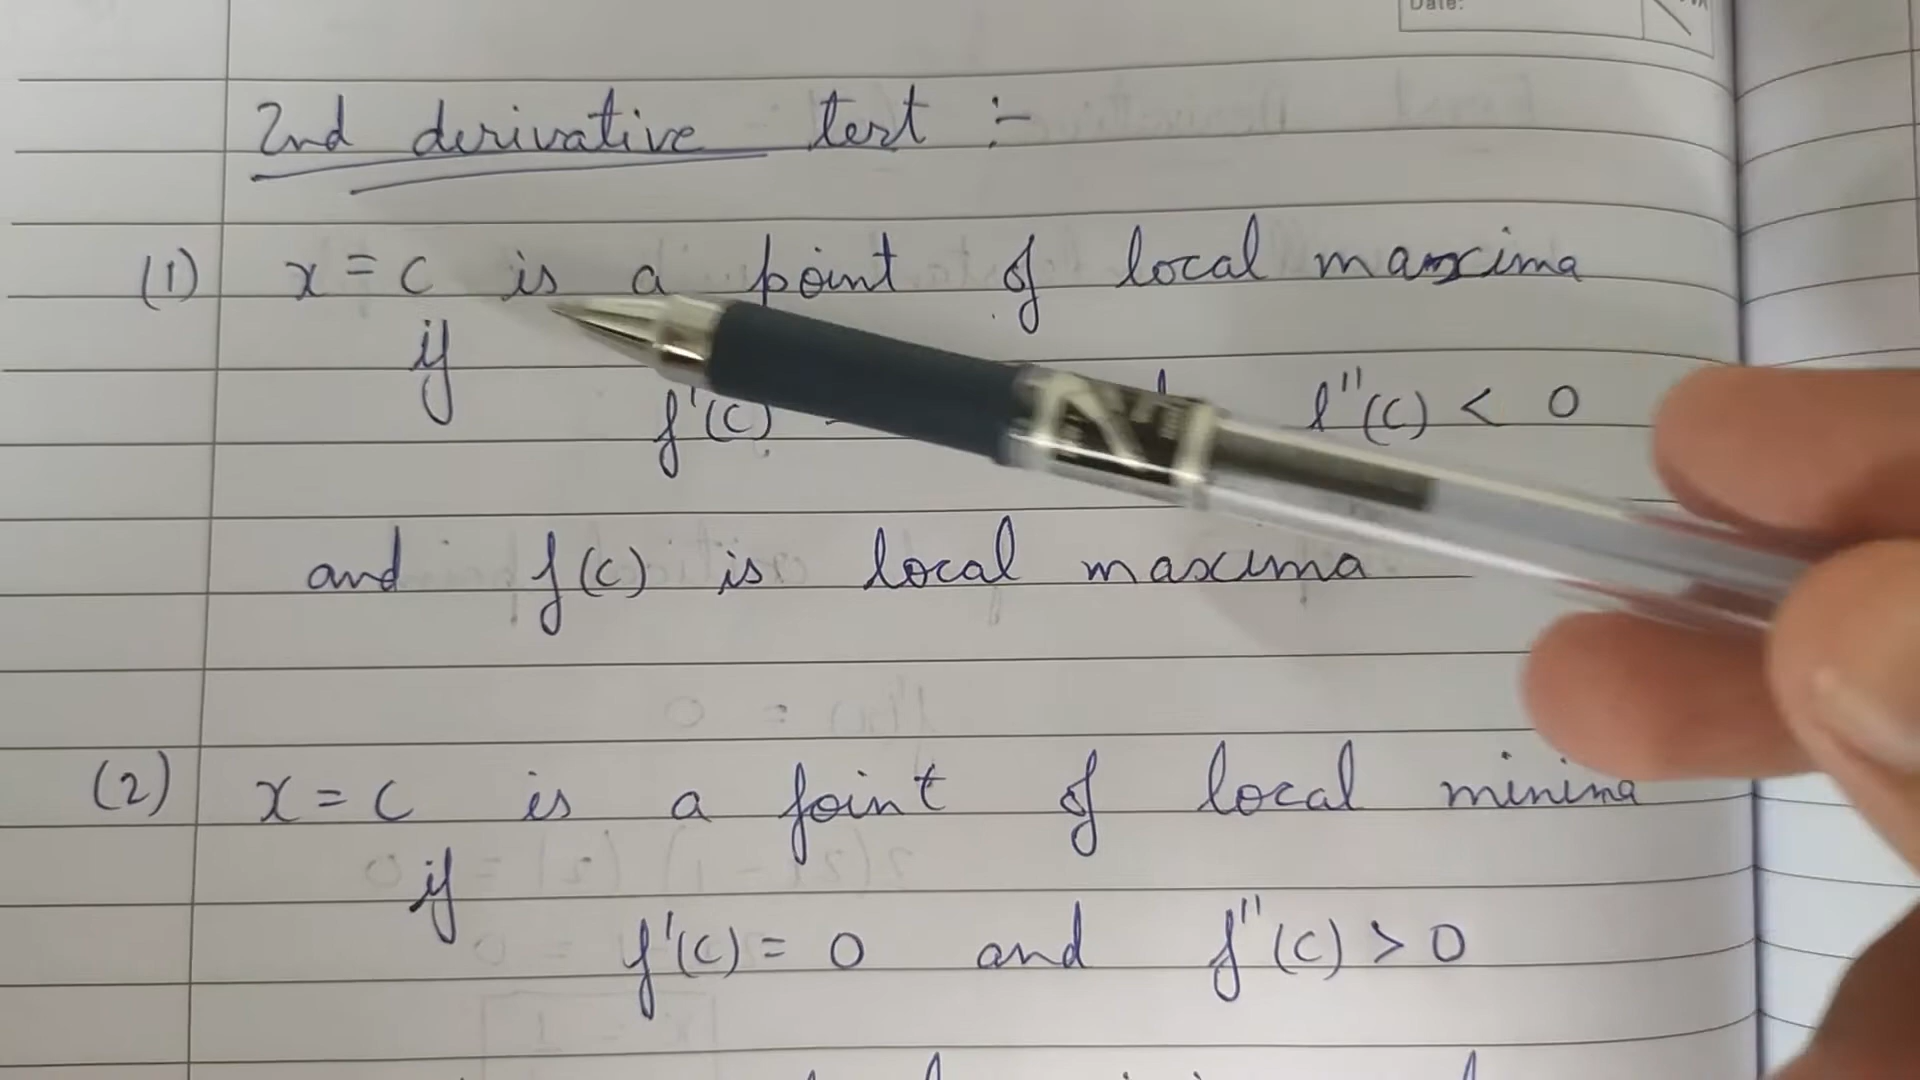 Date:
2nd derivative test :-
(1) x = c is a point of local maxima
if
f'(c) f''(c) < 0
and f(c) is local maxima
(2) x = c is a point of local minima
if
f'(c) = 0 and f''(c) > 0